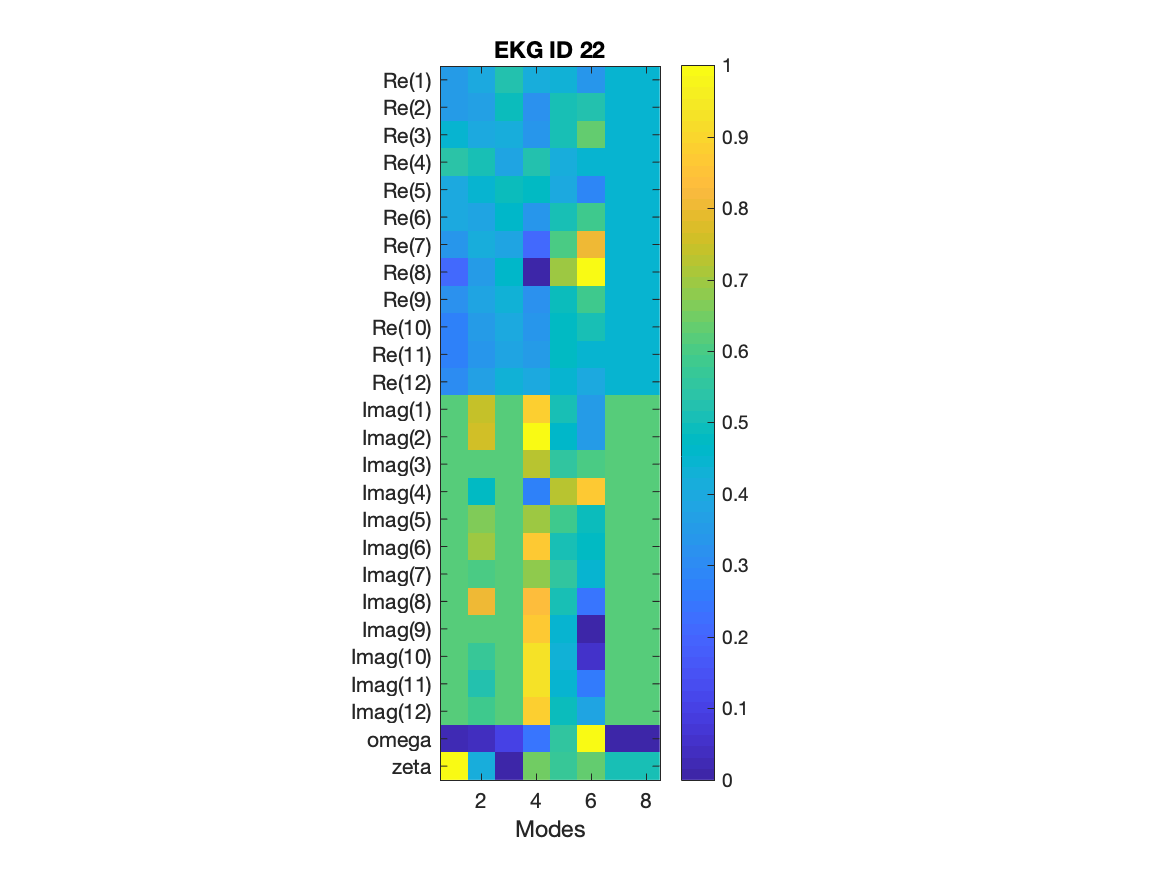 EKG ID 22
Re(1)
Re(2)
Re(3)
Re(4)
Re(5)
Re(6)
Re(7)
Re(8)
Re(9)
Re(10)
Re(11)
Re(12)
Imag(1)
Imag(2)
Imag(3)
Imag(4)
Imag(5)
Imag(6)
Imag(7)
Imag(8)
Imag(9)
Imag(10)
Imag(11)
Imag(12)
omega
zeta
2 4 6 8
Modes
1
0.9
0.8
0.7
0.6
0.5
0.4
0.3
0.2
0.1
0